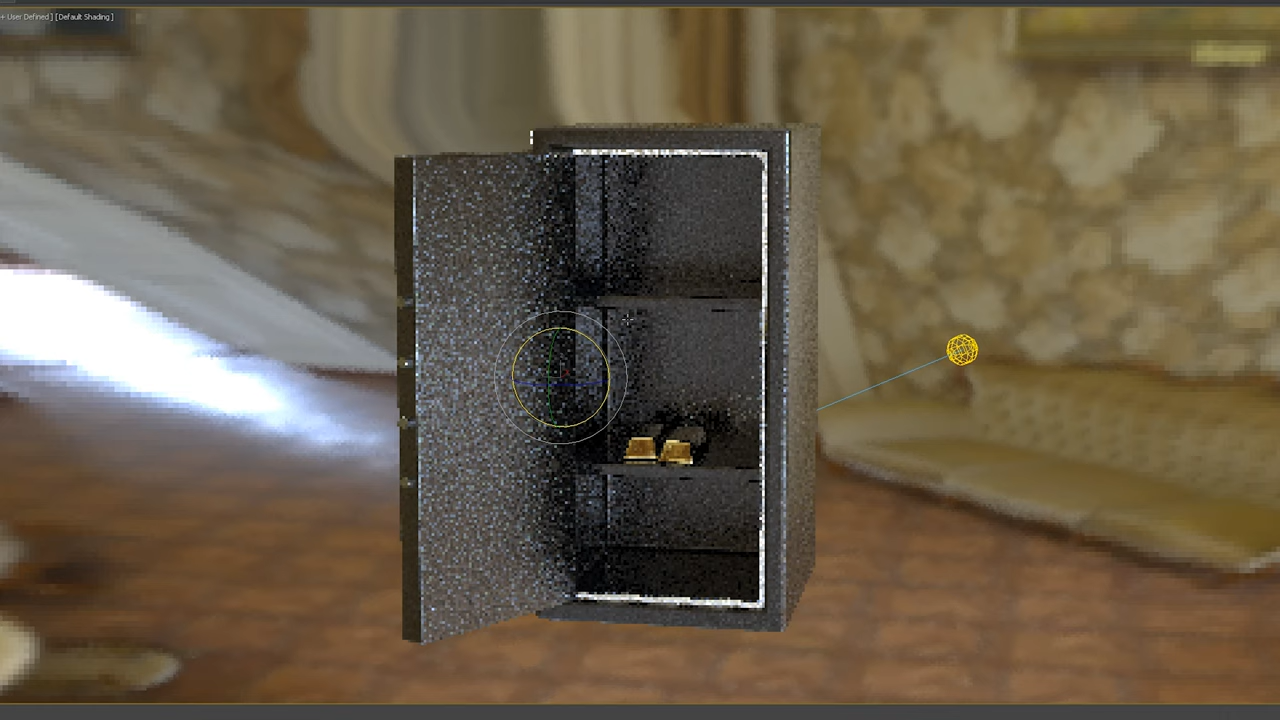 + User Defined ] [Default Shading ]